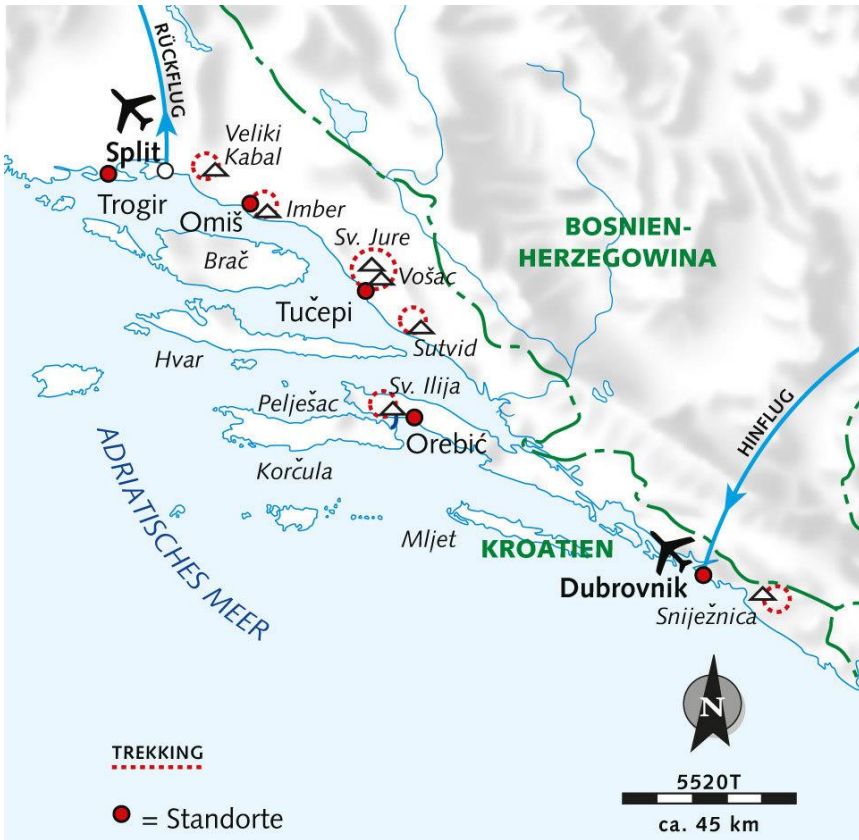 RÜCKFLUG
Split
Trogir
Veliki
Kabal
Omiš
Imber
Brač
Sv. Jure
Vošac
Tučepi
Hvar
Sutvid
BOSNIEN-
HERZEGOWINA
Sv. Ilija
Pelješac
Orebić
Korčula
HINFLUG
ADRIATISCHES MEER
Mljet
KROATIEN
Dubrovnik
Sniježnica
N
TREKKING
= Standorte
5520T
ca. 45 km